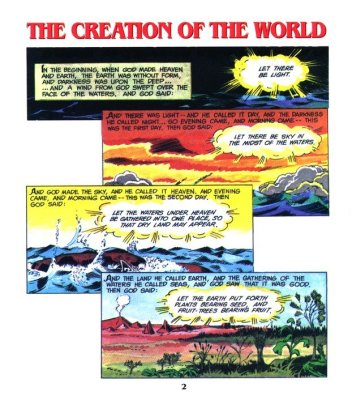 THE CREATION OF THE WORLD
IN THE BEGINNING, WHEN GOD MADE HEAVEN
AND EARTH, THE EARTH WAS WITHOUT FORM,
AND DARKNESS WAS UPON THE DEEP...
...AND A WIND FROM GOD SWEPT OVER THE
FACE OF THE WATERS, AND GOD SAID:
LET THERE
BE LIGHT.
AND THERE WAS LIGHT -- AND HE CALLED IT DAY, AND THE DARKNESS
HE CALLED NIGHT... SO EVENING CAME, AND MORNING CAME -- THIS
WAS THE FIRST DAY, THEN GOD SAID:
LET THERE BE SKY IN
THE MIDST OF THE WATERS.
AND GOD MADE THE SKY, AND HE CALLED IT HEAVEN. AND EVENING
CAME, AND MORNING CAME -- THIS WAS THE SECOND DAY, THEN
GOD SAID:
LET THE WATERS UNDER HEAVEN
BE GATHERED INTO ONE PLACE, SO
THAT DRY LAND MAY APPEAR.
AND THE LAND HE CALLED EARTH, AND THE GATHERING OF THE
WATERS HE CALLED SEAS, AND GOD SAW THAT IT WAS GOOD.
THEN GOD SAID:
LET THE EARTH PUT FORTH
PLANTS BEARING SEED, AND
FRUIT-TREES BEARING FRUIT.
2